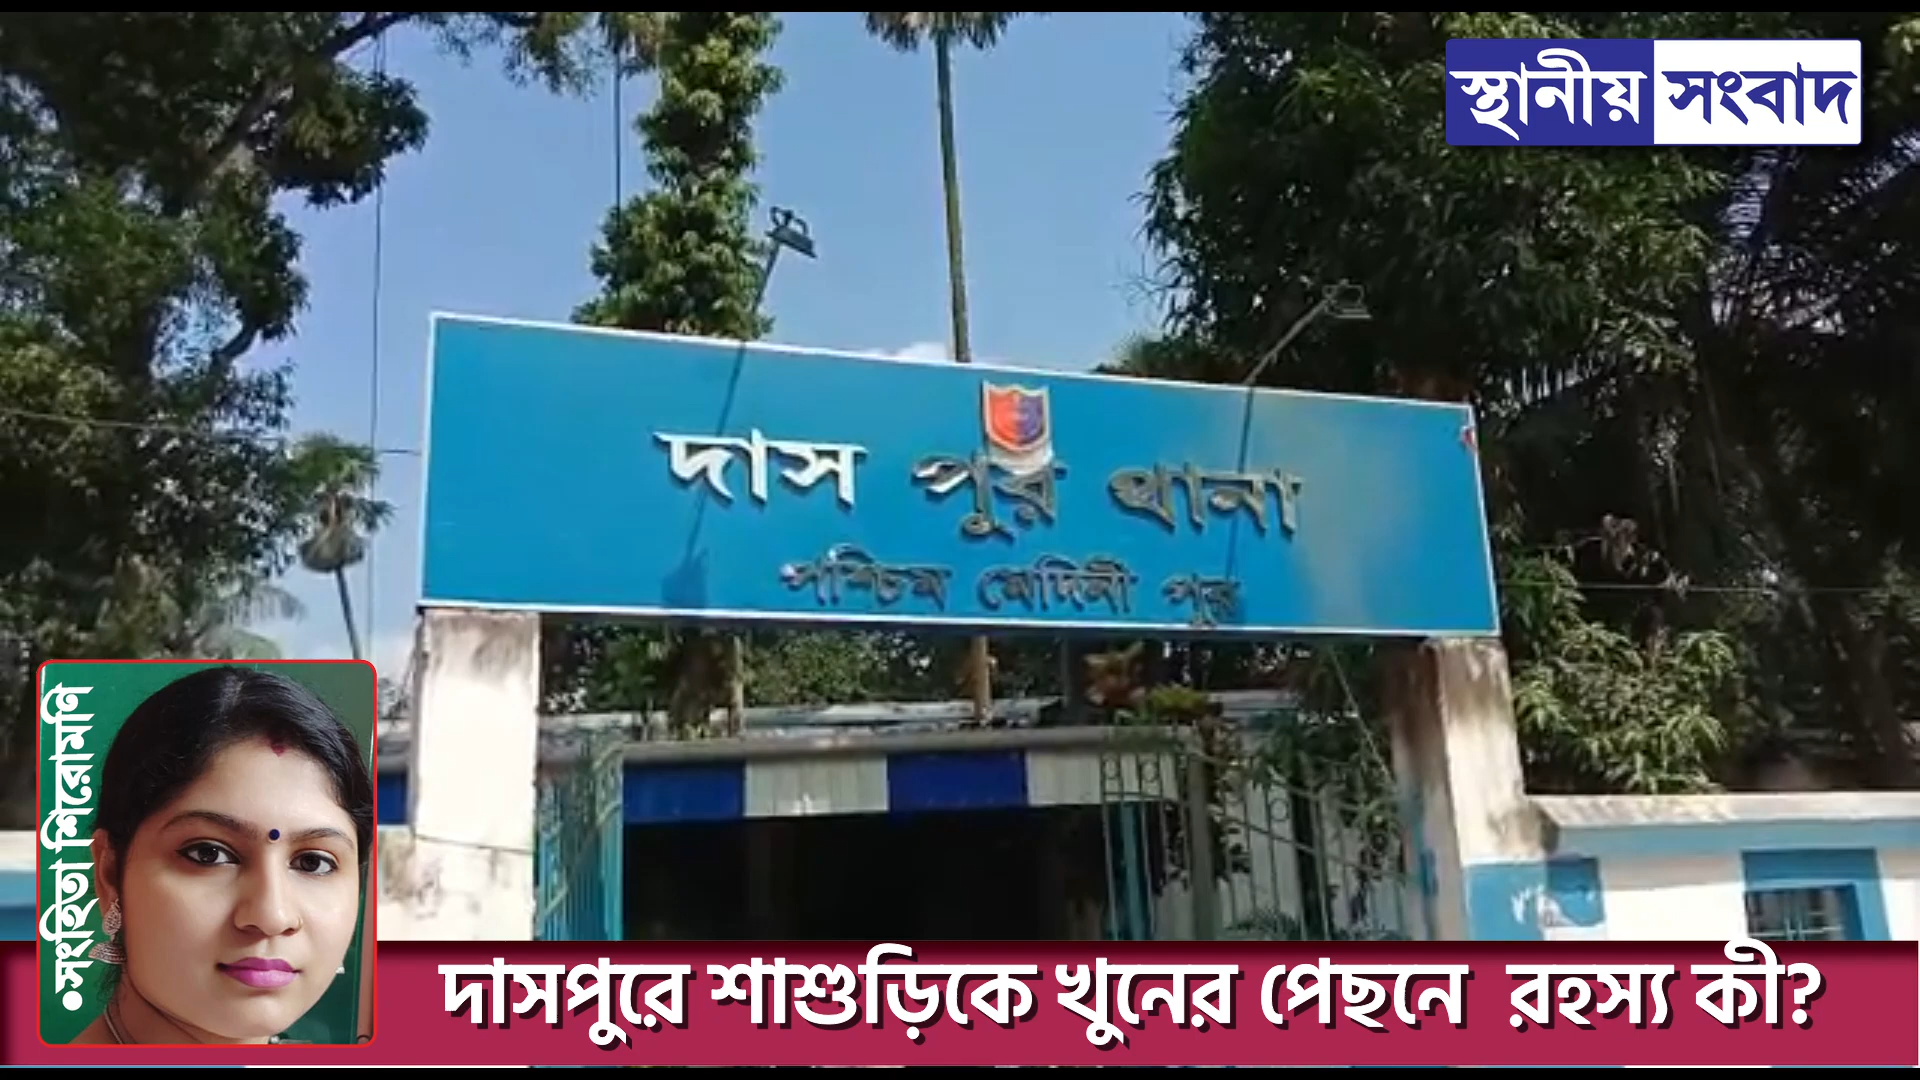 স্থানীয় সংবাদ
দাস পুর থানা
পশ্চিম মেদিনী পুর
•সংহিতা শিরোমণি
দাসপুরে শাশুড়িকে খুনের পেছনে রহস্য কী?